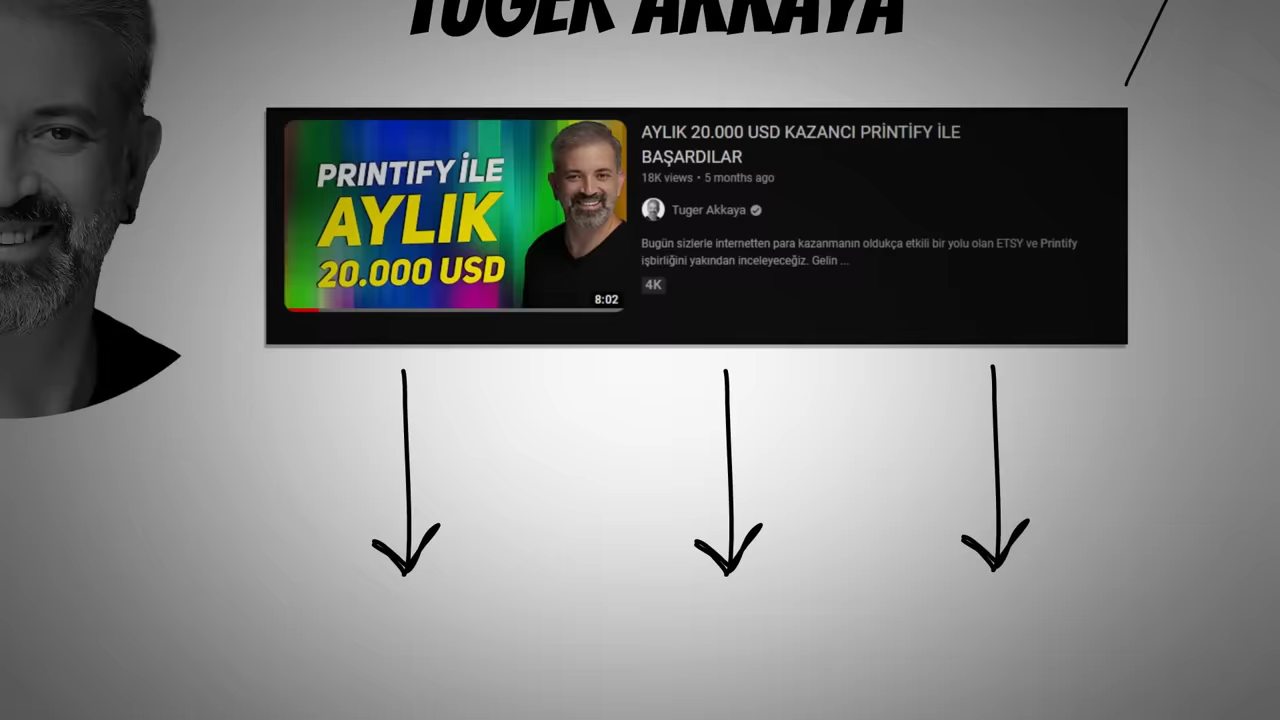 TUGER AKKAYA
PRINTIFY İLE
AYLIK
20.000 USD
8:02
AYLIK 20.000 USD KAZANCI PRİNTİFY İLE
BAŞARDILAR
18K views • 5 months ago
Tuger Akkaya
Bugün sizlerle internetten para kazanmanın oldukça etkili bir yolu olan ETSY ve Printify
işbirliğini yakından inceleyeceğiz. Gelin ...
4K